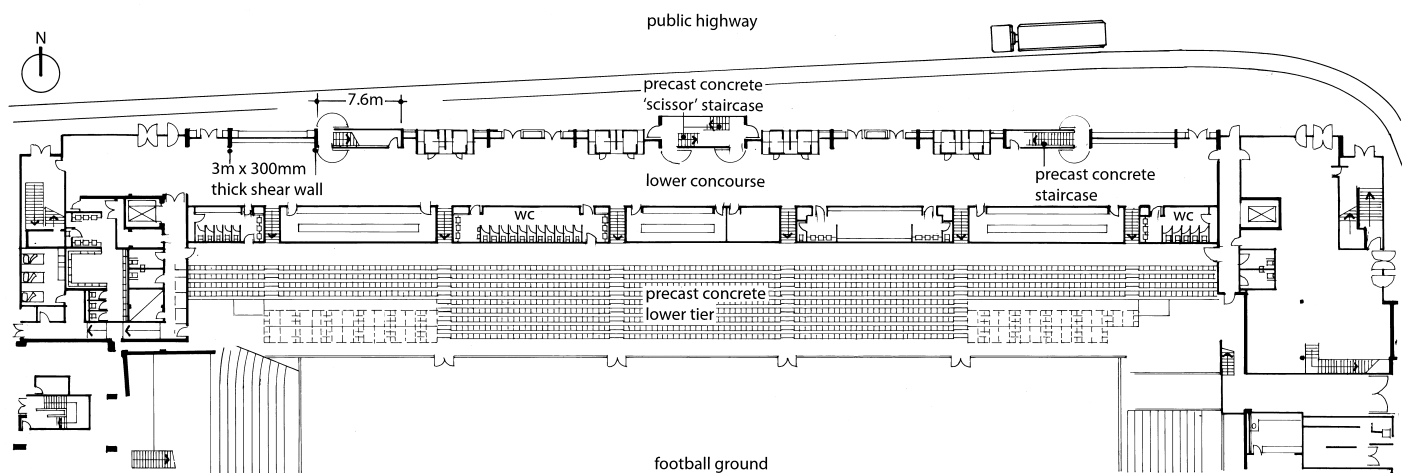 public highway
N
precast concrete
‘scissor’ staircase
7.6m
3m x 300mm
thick shear wall
lower concourse
precast concrete
staircase
WC
WC
precast concrete
lower tier
football ground